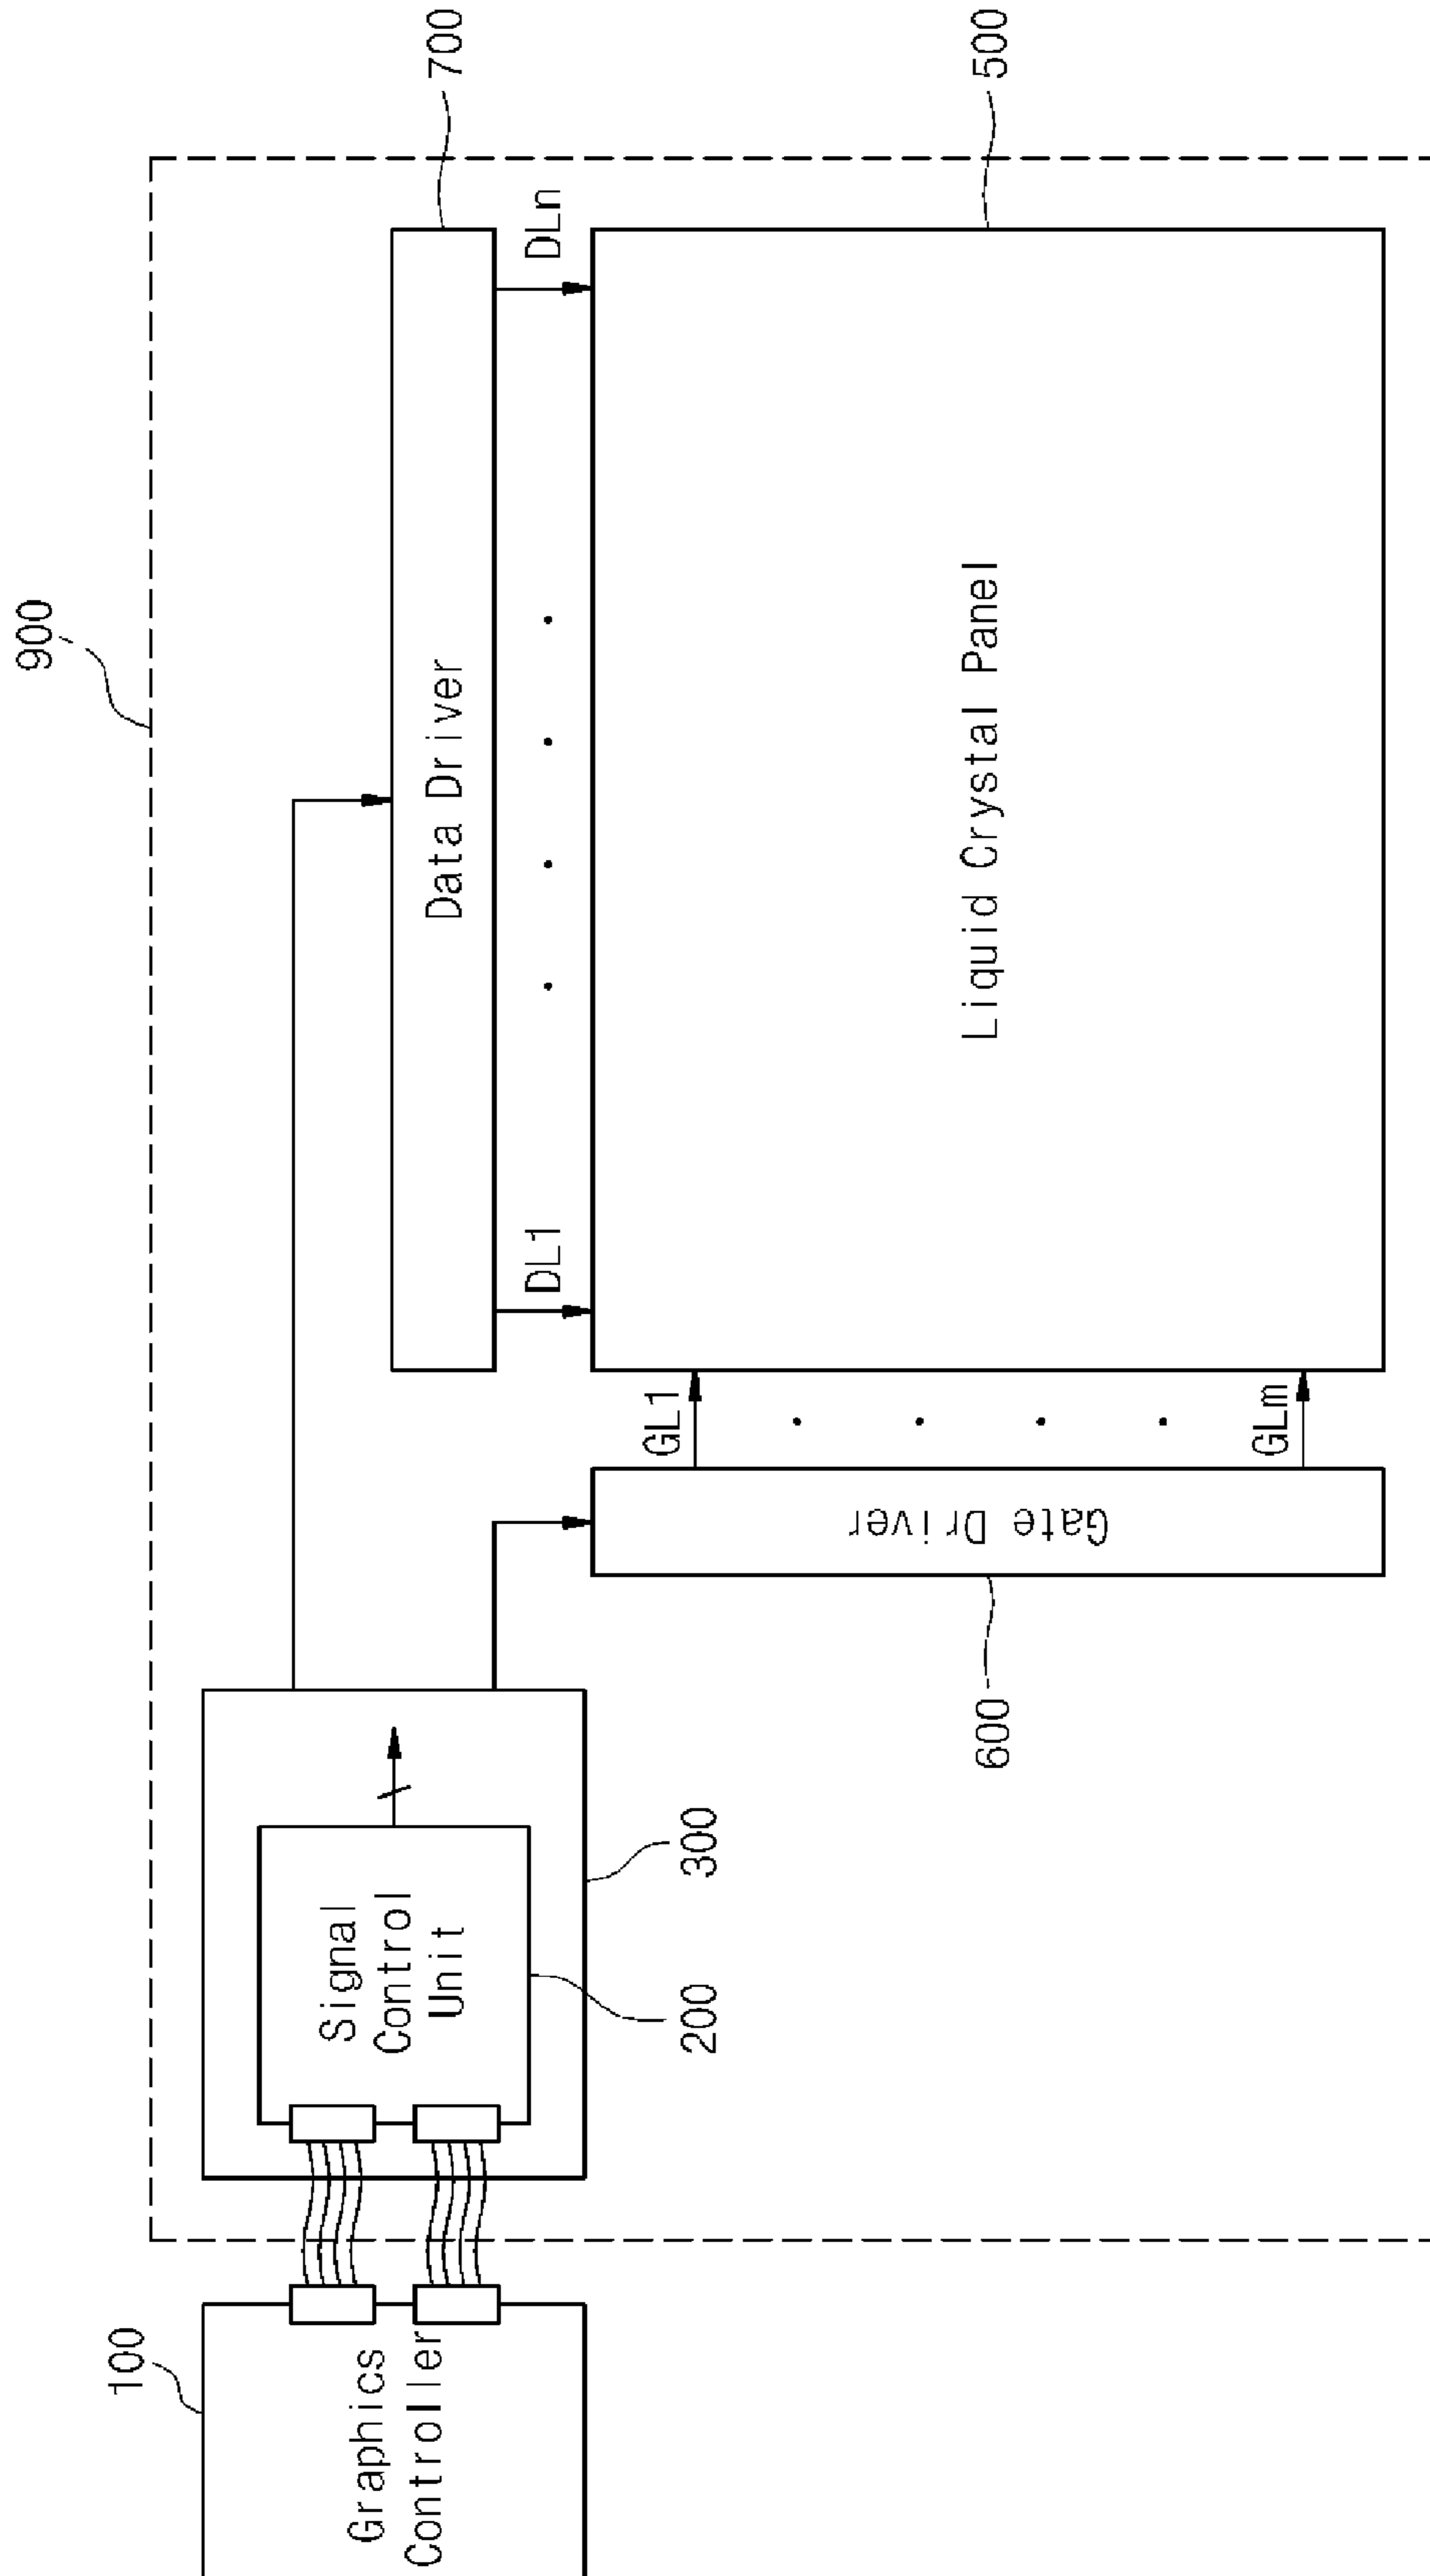 900
100
Graphics
Controller
Signal
Control
Unit
200
300
Data Driver
700
DL1
DLn
GL1
GLm
Gate Driver
600
Liquid Crystal Panel
500